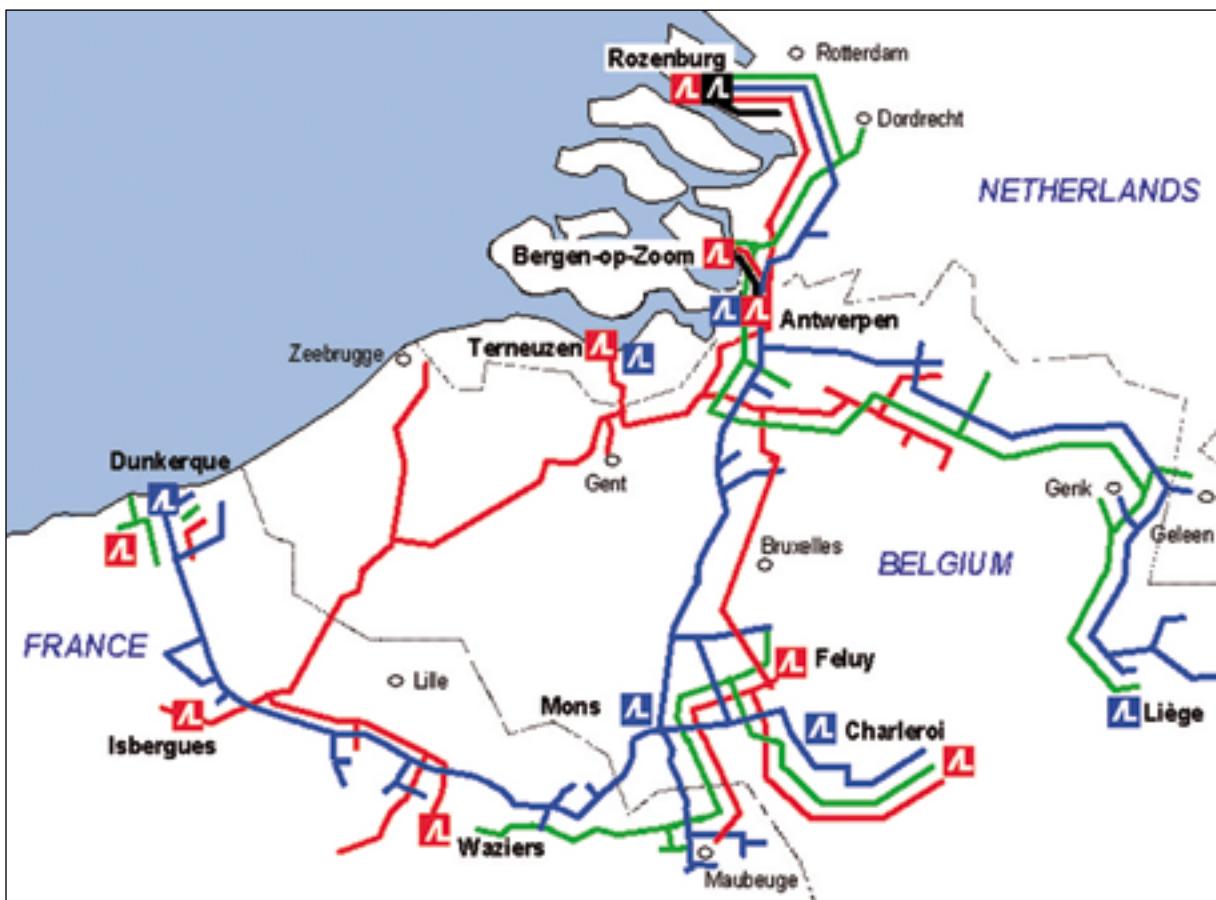 Rozenburg
Rotterdam
Dordrecht
NETHERLANDS
Bergen-op-Zoom
Antwerpen
Terneuzen
Zeebrugge
Dunkerque
Gent
Genk
Geleen
Bruxelles
BELGIUM
FRANCE
Lille
Feluy
Mons
Charleroi
Liège
Isbergues
Waziers
Maubeuge